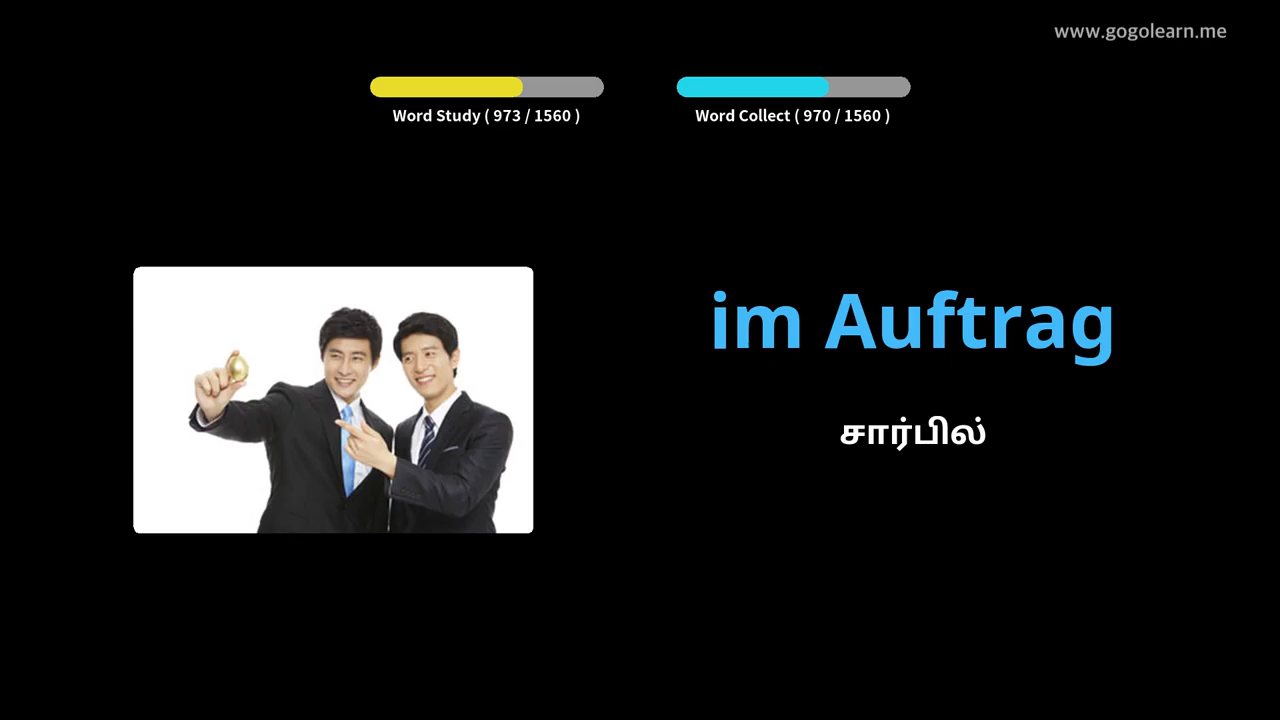 www.gogolearn.me
Word Study ( 973 / 1560 )
Word Collect ( 970 / 1560 )
im Auftrag
சார்பில்